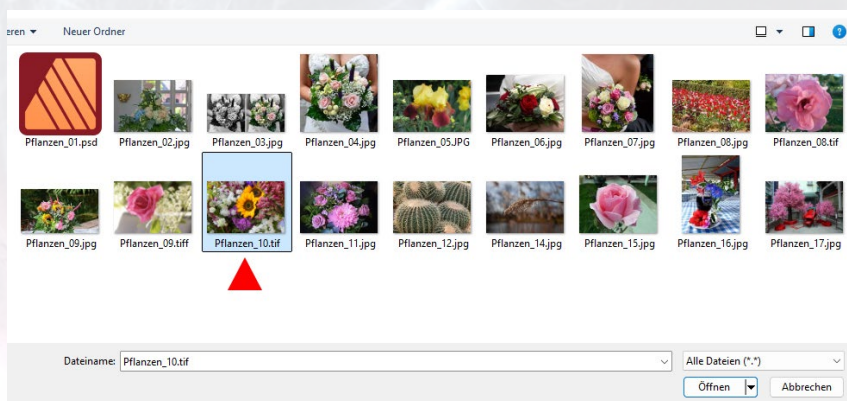 eren Neuer Ordner
Pflanzen_01.psd Pflanzen_02.jpg Pflanzen_03.jpg Pflanzen_04.jpg Pflanzen_05.JPG Pflanzen_06.jpg Pflanzen_07.jpg Pflanzen_08.jpg Pflanzen_08.tif
Pflanzen_09.jpg Pflanzen_09.tiff Pflanzen_10.tif Pflanzen_11.jpg Pflanzen_12.jpg Pflanzen_14.jpg Pflanzen_15.jpg Pflanzen_16.jpg Pflanzen_17.jpg
Dateiname: Pflanzen_10.tif Alle Dateien (*.*)
Öffnen Abbrechen